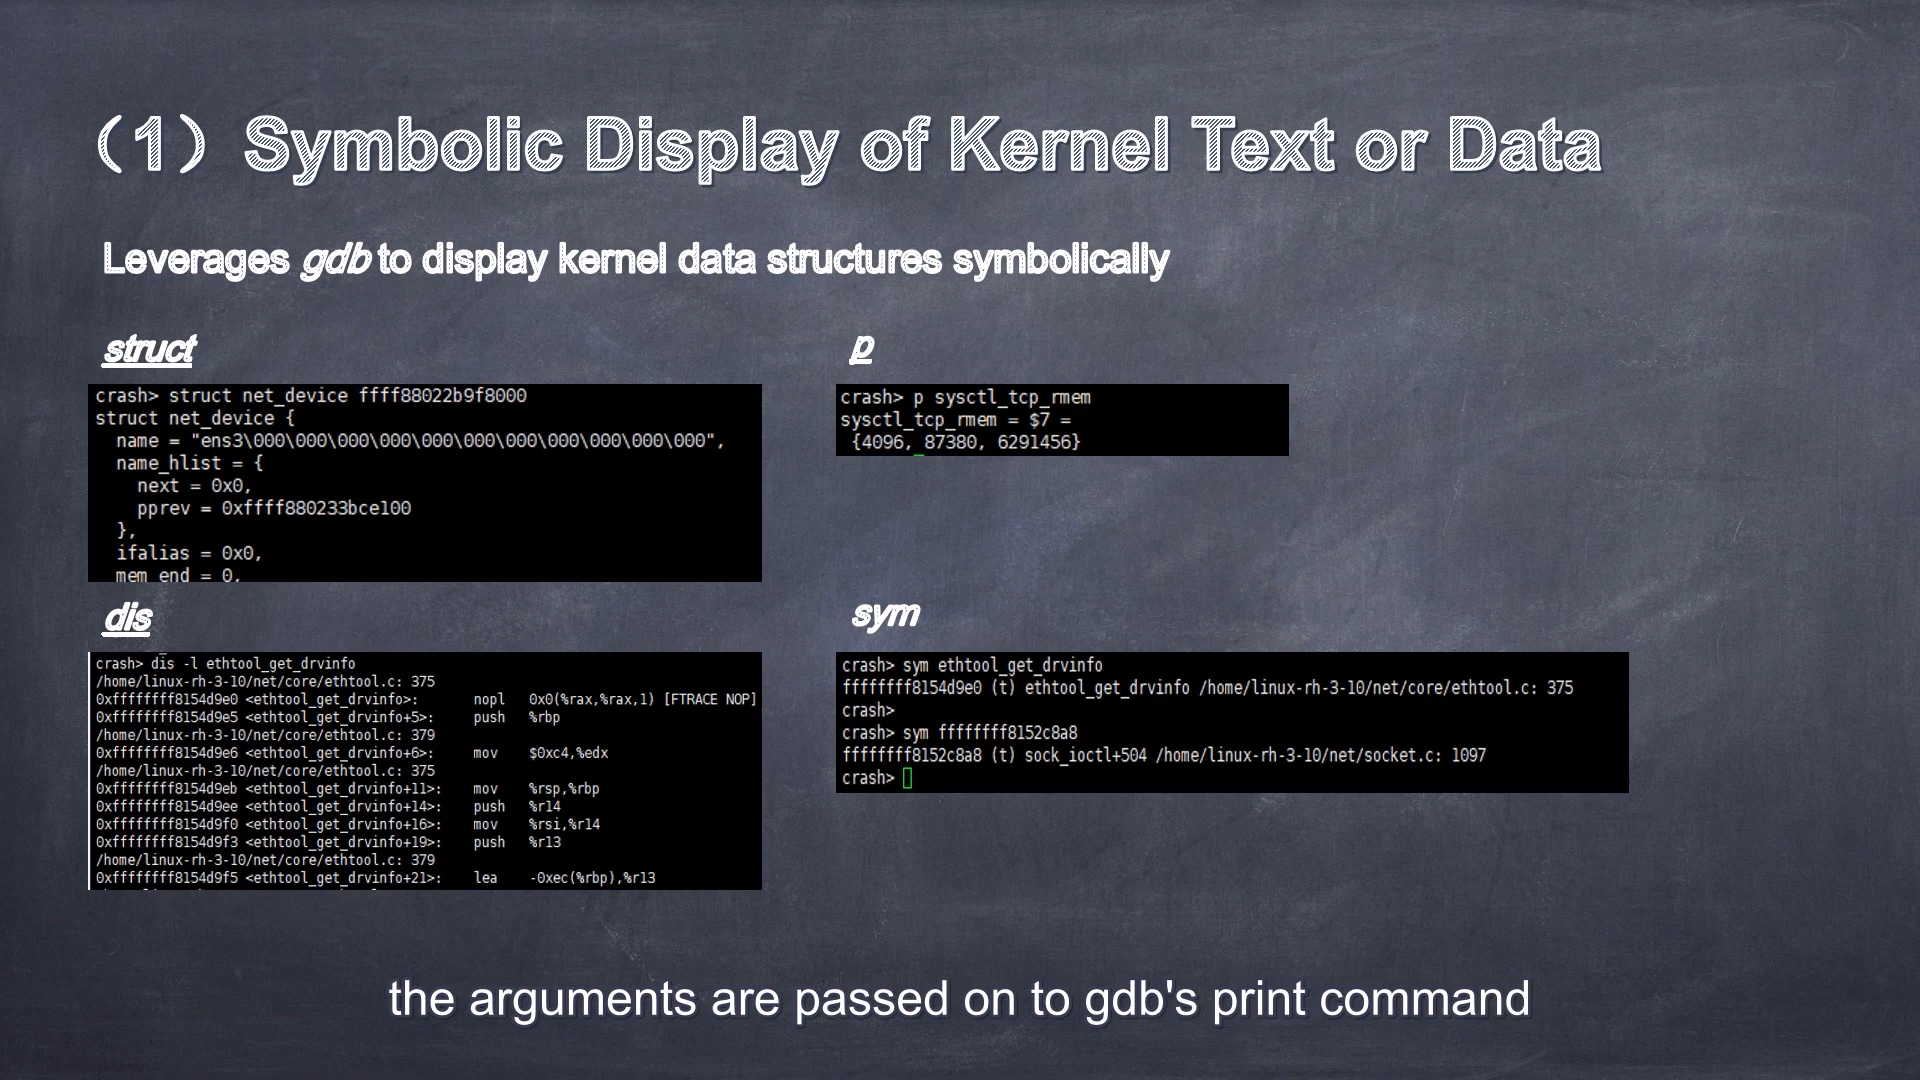 （1）Symbolic Display of Kernel Text or Data
Leverages gdb to display kernel data structures symbolically
struct
crash> struct net_device ffff88022b9f8000
struct net_device {
  name = "ens3\000\000\000\000\000\000\000\000\000\000\000",
  name_hlist = {
    next = 0x0,
    pprev = 0xffff880233bce100
  },
  ifalias = 0x0,
  mem_end = 0,
p
crash> p sysctl_tcp_rmem
sysctl_tcp_rmem = $7 =
 {4096, 87380, 6291456}
dis
crash> dis -l ethtool_get_drvinfo
/home/linux-rh-3-10/net/core/ethtool.c: 375
0xffffffff8154d9e0 <ethtool_get_drvinfo>:       nopl   0x0(%rax,%rax,1) [FTRACE NOP]
0xffffffff8154d9e5 <ethtool_get_drvinfo+5>:     push   %rbp
/home/linux-rh-3-10/net/core/ethtool.c: 379
0xffffffff8154d9e6 <ethtool_get_drvinfo+6>:     mov    $0xc4,%edx
/home/linux-rh-3-10/net/core/ethtool.c: 375
0xffffffff8154d9eb <ethtool_get_drvinfo+11>:    mov    %rsp,%rbp
0xffffffff8154d9ee <ethtool_get_drvinfo+14>:    push   %r14
0xffffffff8154d9f0 <ethtool_get_drvinfo+16>:    mov    %rsi,%r14
0xffffffff8154d9f3 <ethtool_get_drvinfo+19>:    push   %r13
/home/linux-rh-3-10/net/core/ethtool.c: 379
0xffffffff8154d9f5 <ethtool_get_drvinfo+21>:    lea    -0xec(%rbp),%r13
sym
crash> sym ethtool_get_drvinfo
ffffffff8154d9e0 (t) ethtool_get_drvinfo /home/linux-rh-3-10/net/core/ethtool.c: 375
crash>
crash> sym ffffffff8152c8a8
ffffffff8152c8a8 (t) sock_ioctl+504 /home/linux-rh-3-10/net/socket.c: 1097
crash>
the arguments are passed on to gdb's print command